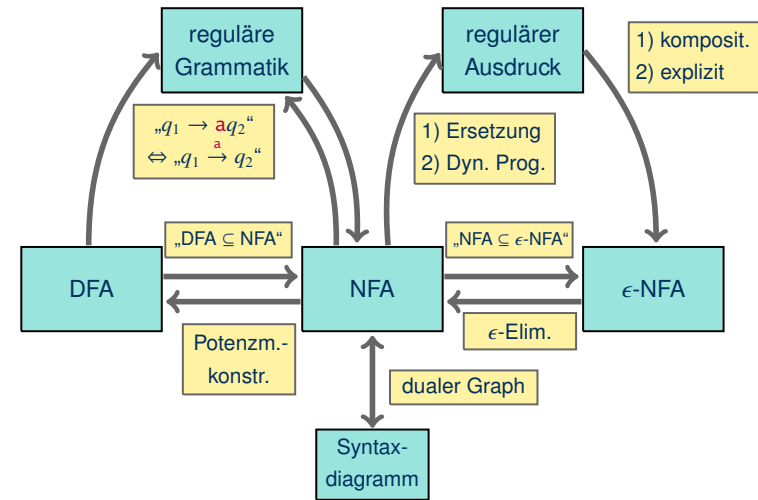 reguläre
Grammatik
regulärer
Ausdruck
1) komposit.
2) explizit
„q₁ → a q₂“
⇔ „q₁ →ᵃ q₂“
1) Ersetzung
2) Dyn. Prog.
„DFA ⊆ NFA“
„NFA ⊆ ϵ-NFA“
DFA
NFA
ϵ-NFA
Potenzm.-
konstr.
ϵ-Elim.
dualer Graph
Syntax-
diagramm